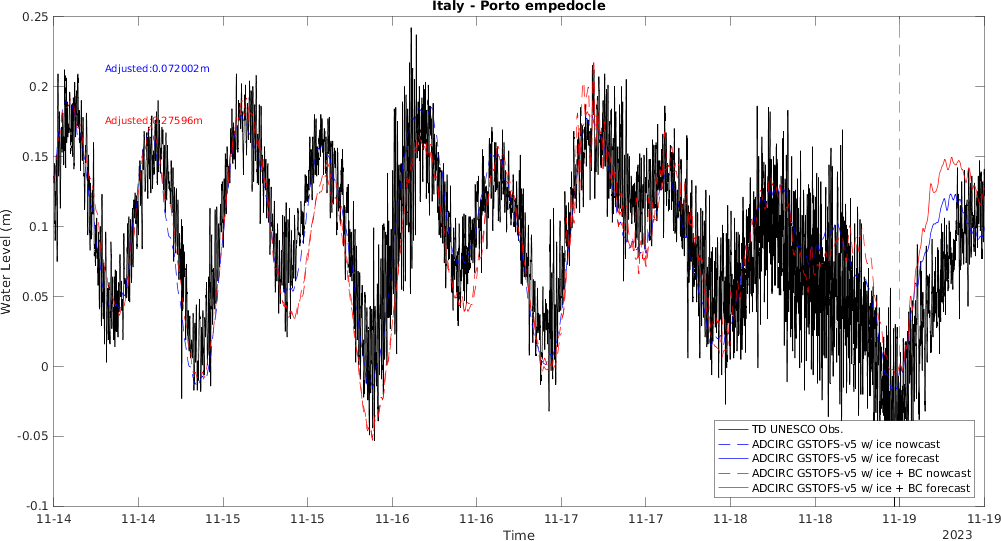 Italy - Porto empedocle
0.25
0.2
0.15
0.1
0.05
0
-0.05
-0.1
Water Level (m)
Adjusted:0.072002m
TD UNESCO Obs.
ADCIRC GSTOFS-v5 w/ ice nowcast
ADCIRC GSTOFS-v5 w/ ice forecast
ADCIRC GSTOFS-v5 w/ ice + BC nowcast
ADCIRC GSTOFS-v5 w/ ice + BC forecast
11-14 11-14 11-15 11-15 11-16 11-16 11-17 11-17 11-18 11-18 11-19 11-19
Time
2023